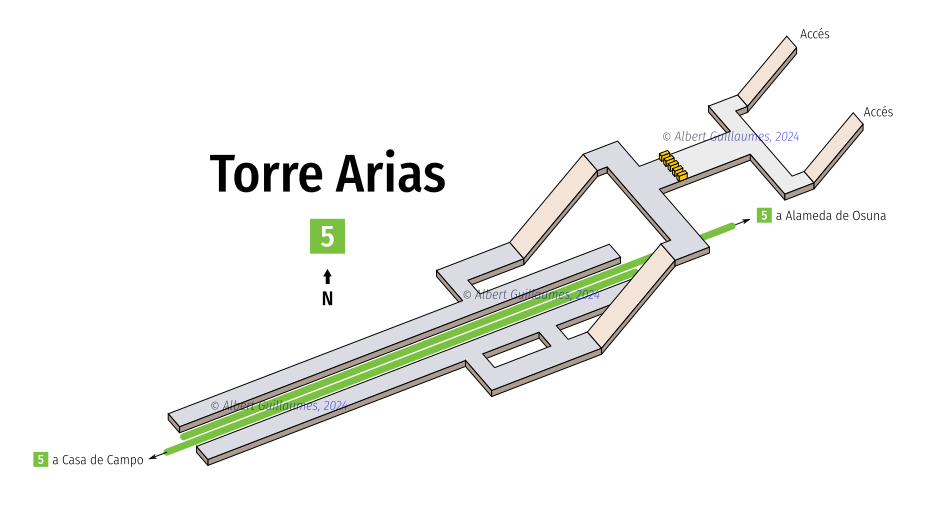 Accés
Accés
© Albert Guillaumes, 2024
Torre Arias
5
5 a Alameda de Osuna
N
© Albert Guillaumes, 2024
© Albert Guillaumes, 2024
5 a Casa de Campo